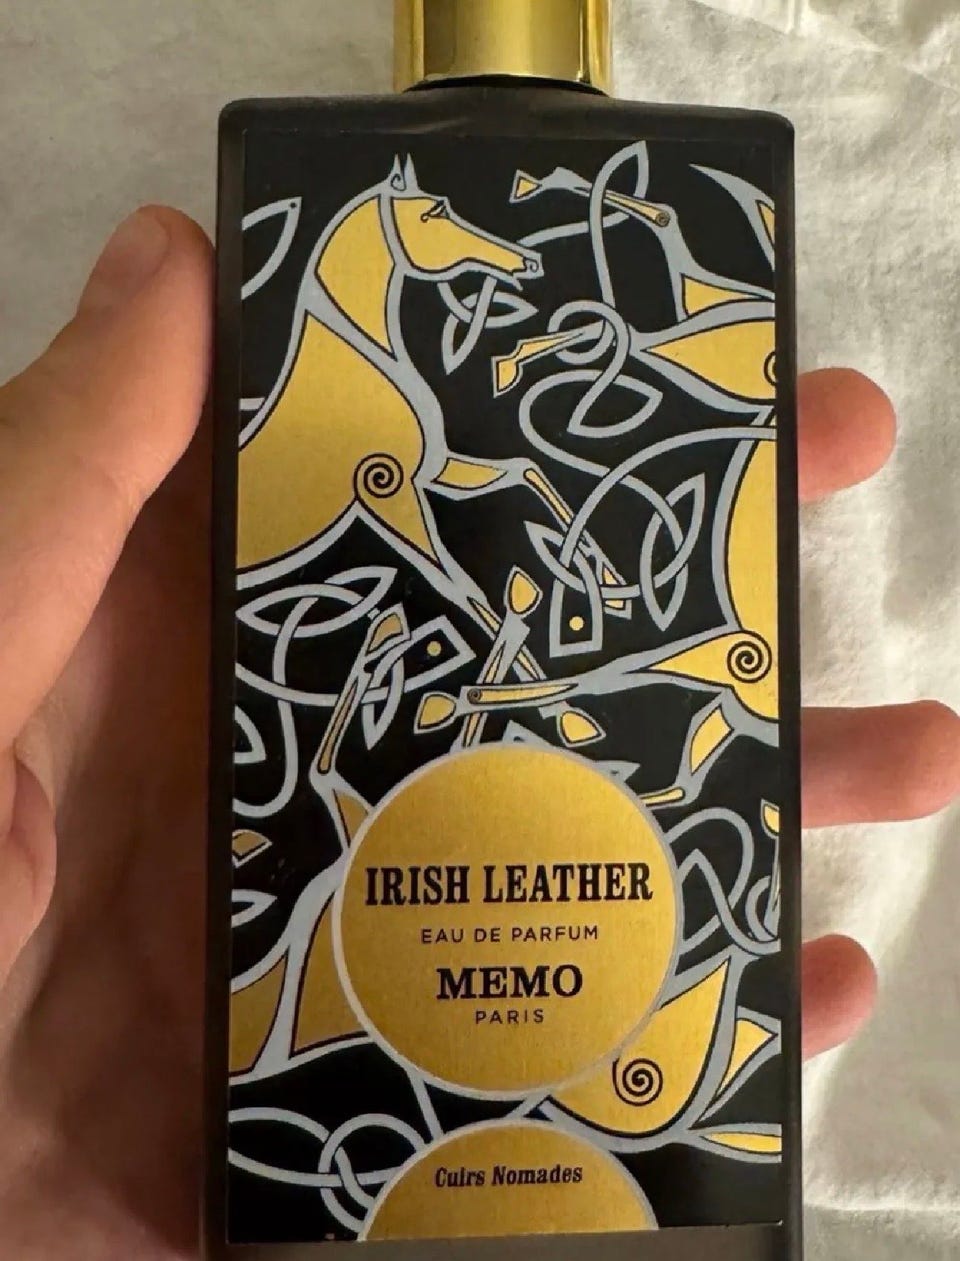 IRISH LEATHER
EAU DE PARFUM
MEMO
PARIS
Cuirs Nomades